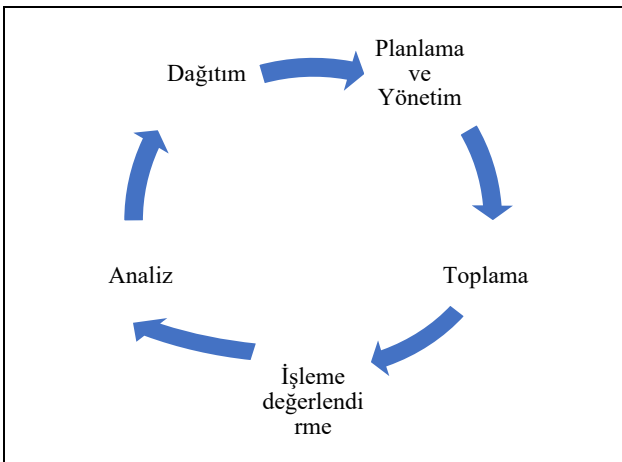 Planlama
ve
Yönetim
Toplama
İşleme
değerlendi
rme
Analiz
Dağıtım